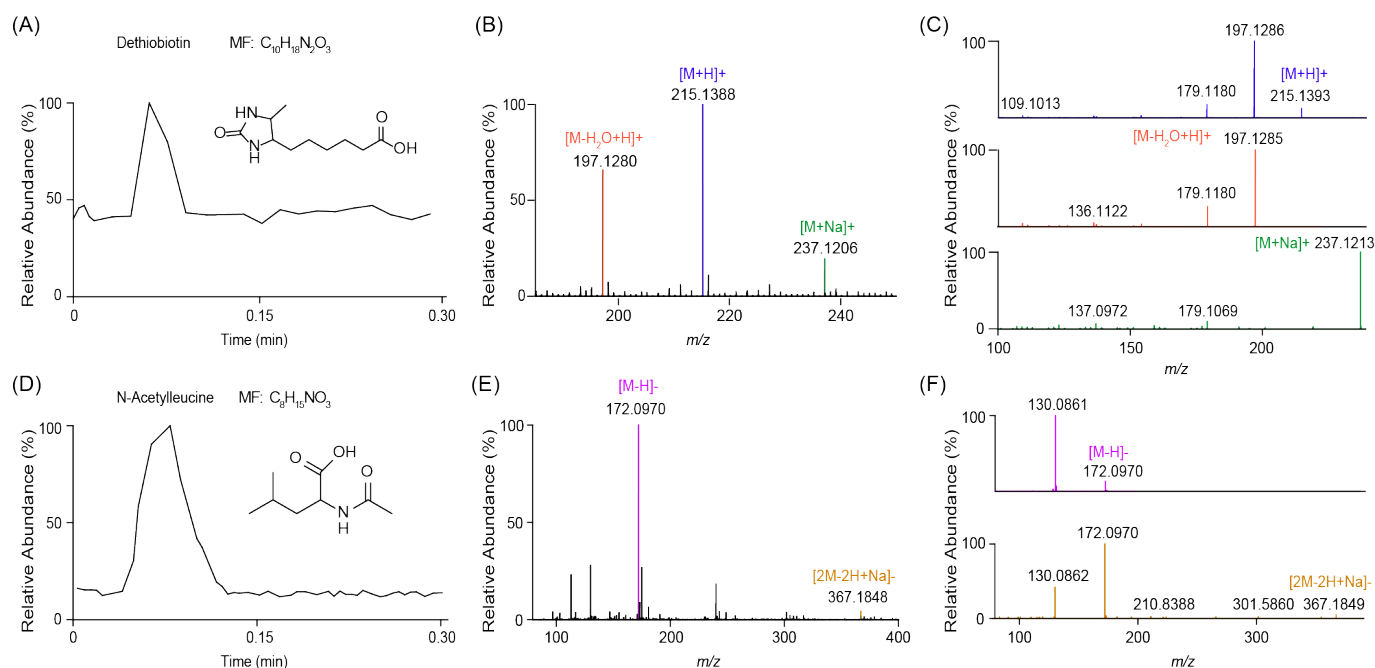 (A)
Dethiobiotin MF: C₁₀H₁₈N₂O₃
Relative Abundance (%)
100
50
0
HN
O
N
H
O
OH
0
0.15
0.30
Time (min)
(B)
Relative Abundance (%)
100
50
0
[M-H₂O+H]+
197.1280
[M+H]+
215.1388
[M+Na]+
237.1206
200
220
240
m/z
(C)
Relative Abundance (%)
100
0
109.1013
179.1180
197.1286
[M+H]+
215.1393
100
0
[M-H₂O+H]+
197.1285
136.1122
179.1180
100
0
[M+Na]+ 237.1213
137.0972
179.1069
100
150
200
m/z
(D)
N-Acetylleucine MF: C₈H₁₅NO₃
Relative Abundance (%)
100
50
0
O
OH
O
N
H
0
0.15
0.30
Time (min)
(E)
Relative Abundance (%)
100
50
0
[M-H]-
172.0970
[2M-2H+Na]-
367.1848
100
200
300
400
m/z
(F)
Relative Abundance (%)
100
0
130.0861
[M-H]-
172.0970
Relative Abundance (%)
100
0
130.0862
172.0970
210.8388
301.5860
[2M-2H+Na]-
367.1849
100
200
300
m/z